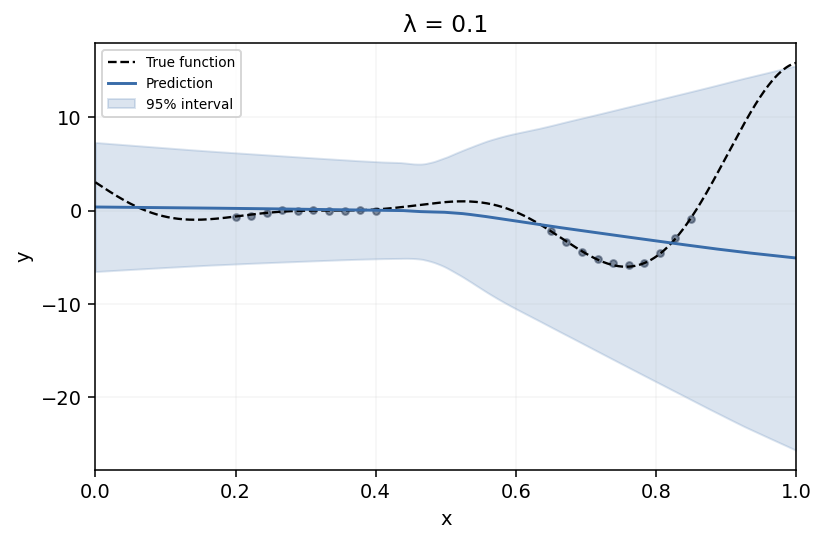 λ = 0.1
True function
Prediction
95% interval
y
10
0
−10
−20
0.0 0.2 0.4 0.6 0.8 1.0
x